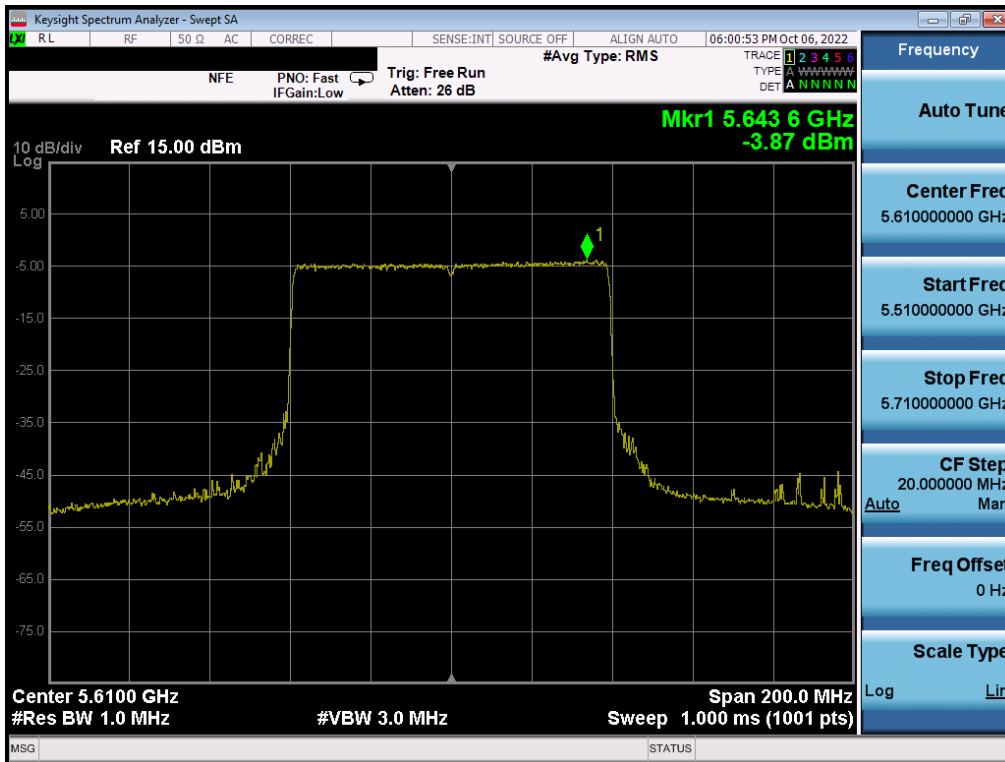 Keysight Spectrum Analyzer - Swept SA
LXI RL RF 50 Ω AC CORREC SENSE:INT SOURCE OFF ALIGN AUTO 06:00:53 PM Oct 06, 2022
NFE
PNO: Fast
IFGain:Low
Trig: Free Run
Atten: 26 dB
#Avg Type: RMS
TRACE 1 2 3 4 5 6
TYPE A WWWWW
DET A N N N N N
Mkr1 5.643 6 GHz
-3.87 dBm
10 dB/div Ref 15.00 dBm
Log
1
5.00
-5.00
-15.0
-25.0
-35.0
-45.0
-55.0
-65.0
-75.0
Center 5.6100 GHz
Span 200.0 MHz
#Res BW 1.0 MHz
#VBW 3.0 MHz
Sweep 1.000 ms (1001 pts)
MSG
STATUS
Frequency
Auto Tune
Center Freq
5.610000000 GHz
Start Freq
5.510000000 GHz
Stop Freq
5.710000000 GHz
CF Step
20.000000 MHz
Auto Man
Freq Offset
0 Hz
Scale Type
Log Lin